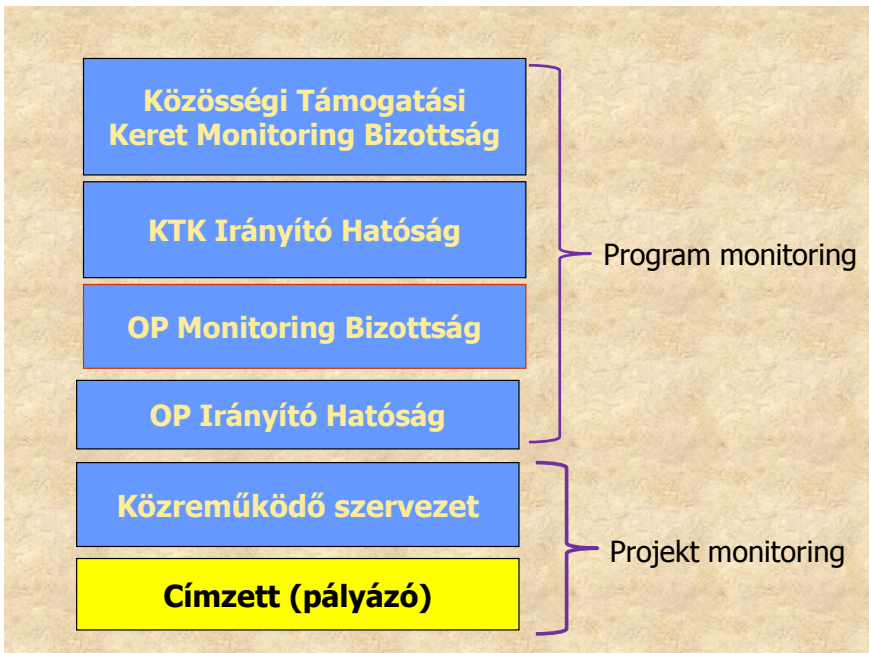 Közösségi Támogatási
Keret Monitoring Bizottság
KTK Irányító Hatóság
OP Monitoring Bizottság
OP Irányító Hatóság
Program monitoring
Közreműködő szervezet
Címzett (pályázó)
Projekt monitoring